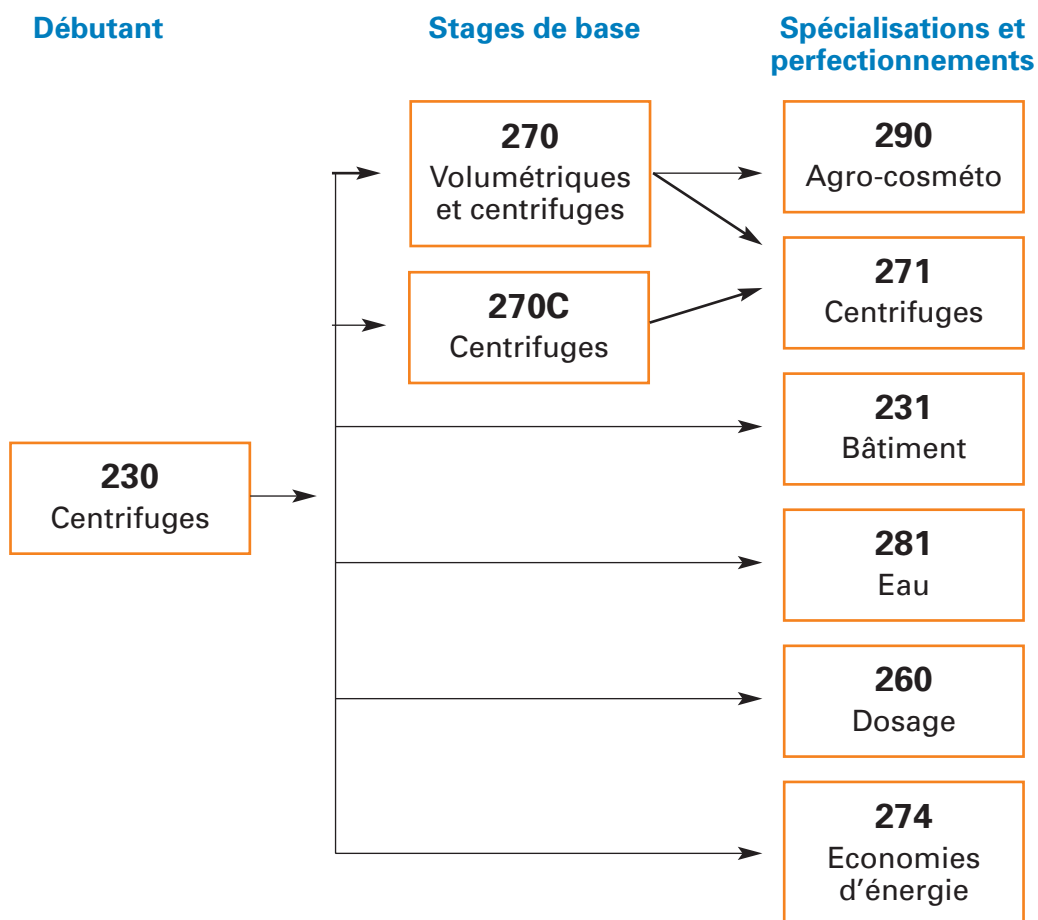 Débutant
Stages de base
Spécialisations et
perfectionnements
270
Volumétriques
et centrifuges
290
Agro-cosméto
270C
Centrifuges
271
Centrifuges
231
Bâtiment
230
Centrifuges
281
Eau
260
Dosage
274
Economies
d'énergie